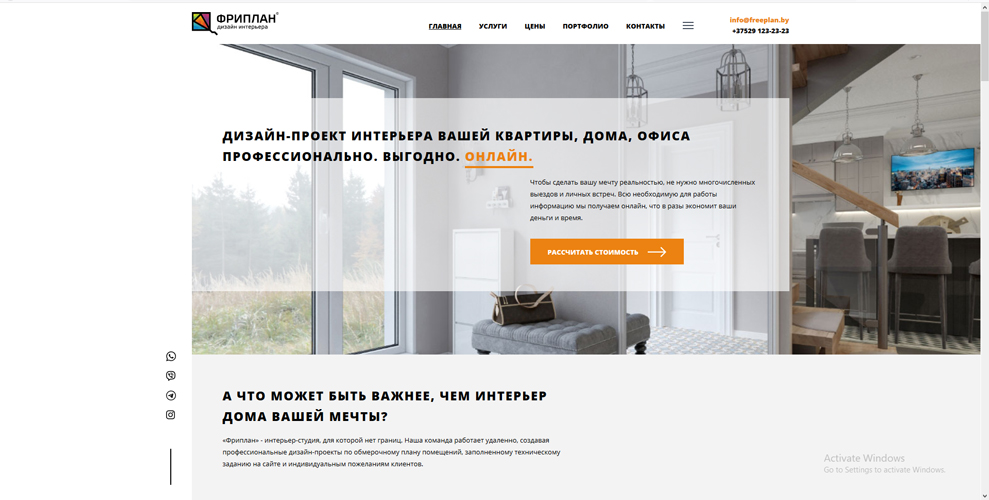 ФРИПЛАН®
дизайн интерьера
ГЛАВНАЯ УСЛУГИ ЦЕНЫ ПОРТФОЛИО КОНТАКТЫ
info@freeplan.by
+37529 123-23-23
ДИЗАЙН-ПРОЕКТ ИНТЕРЬЕРА ВАШЕЙ КВАРТИРЫ, ДОМА, ОФИСА
ПРОФЕССИОНАЛЬНО. ВЫГОДНО. ОНЛАЙН.
Чтобы сделать вашу мечту реальностью, не нужно многочисленных
выездов и личных встреч. Всю необходимую для работы
информацию мы получаем онлайн, что в разы экономит ваши
деньги и время.
РАССЧИТАТЬ СТОИМОСТЬ
А ЧТО МОЖЕТ БЫТЬ ВАЖНЕЕ, ЧЕМ ИНТЕРЬЕР
ДОМА ВАШЕЙ МЕЧТЫ?
«Фриплан» - интерьер-студия, для которой нет границ. Наша команда работает удаленно, создавая
профессиональные дизайн-проекты по обмерочному плану помещений, заполненному техническому
заданию на сайте и индивидуальным пожеланиям клиентов.
Activate Windows
Go to Settings to activate Windows.